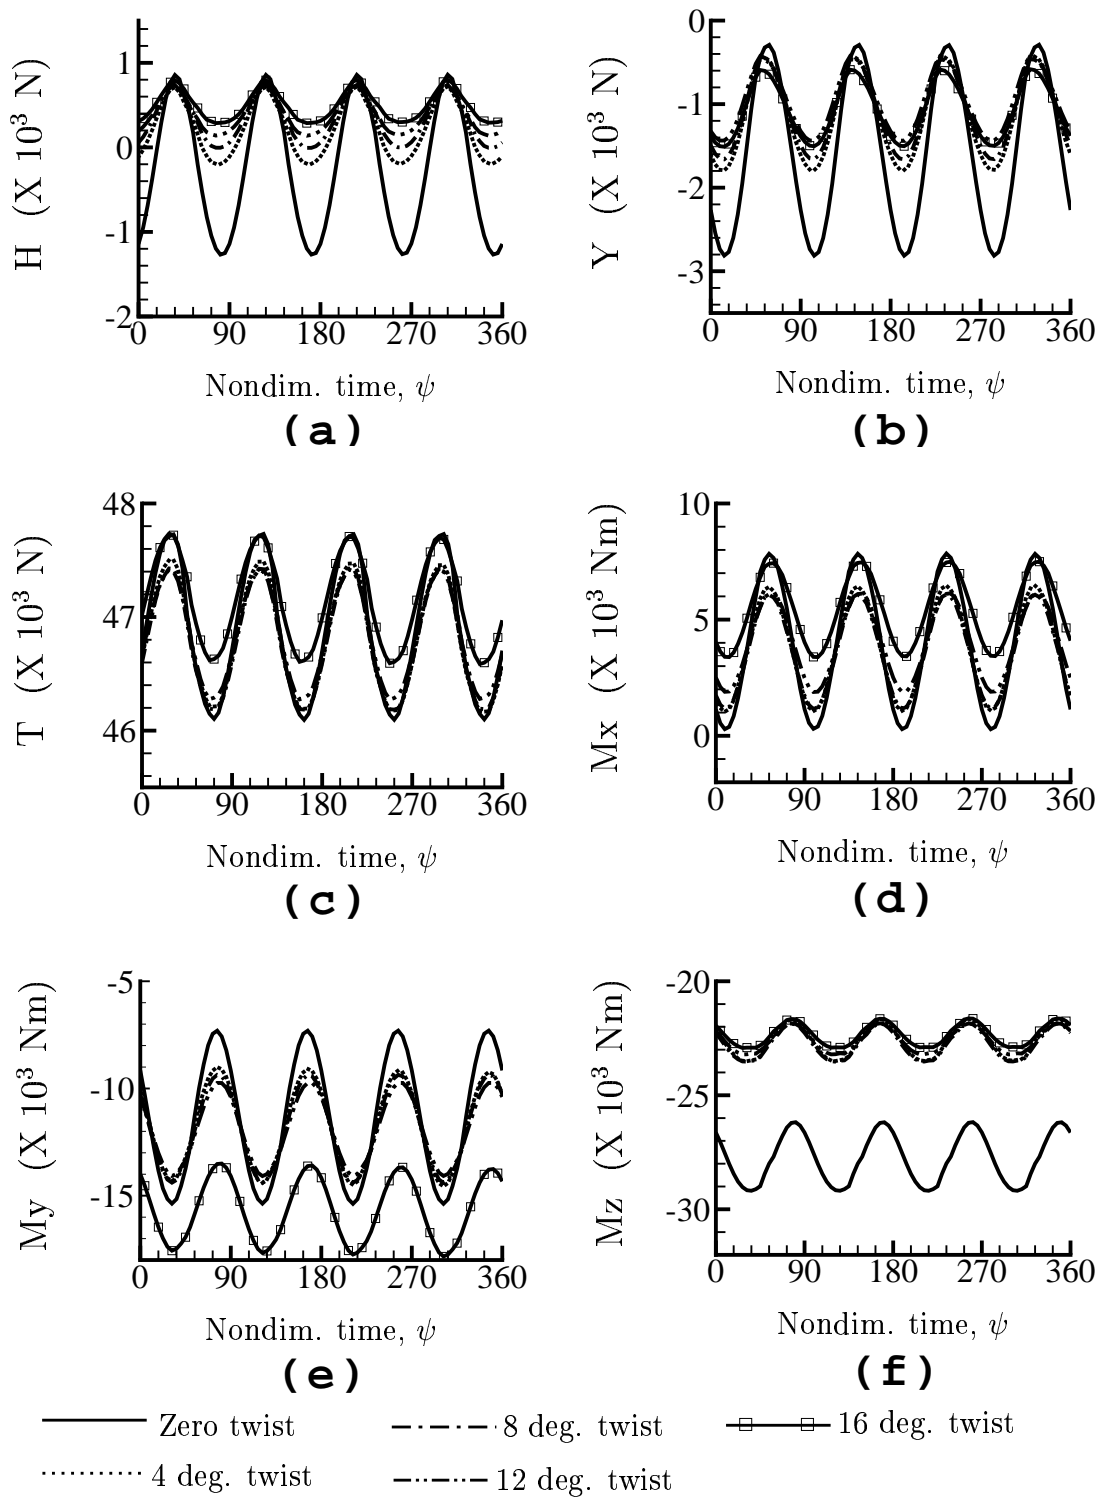 H (X 10³ N)
1
0
-1
-2
0 90 180 270 360
Nondim. time, ψ
(a)
Y (X 10³ N)
0
-1
-2
-3
0 90 180 270 360
Nondim. time, ψ
(b)
T (X 10³ N)
48
47
46
0 90 180 270 360
Nondim. time, ψ
(c)
Mx (X 10³ Nm)
10
5
0
0 90 180 270 360
Nondim. time, ψ
(d)
My (X 10³ Nm)
-5
-10
-15
0 90 180 270 360
Nondim. time, ψ
(e)
Mz (X 10³ Nm)
-20
-25
-30
0 90 180 270 360
Nondim. time, ψ
(f)
Zero twist
8 deg. twist
16 deg. twist
4 deg. twist
12 deg. twist